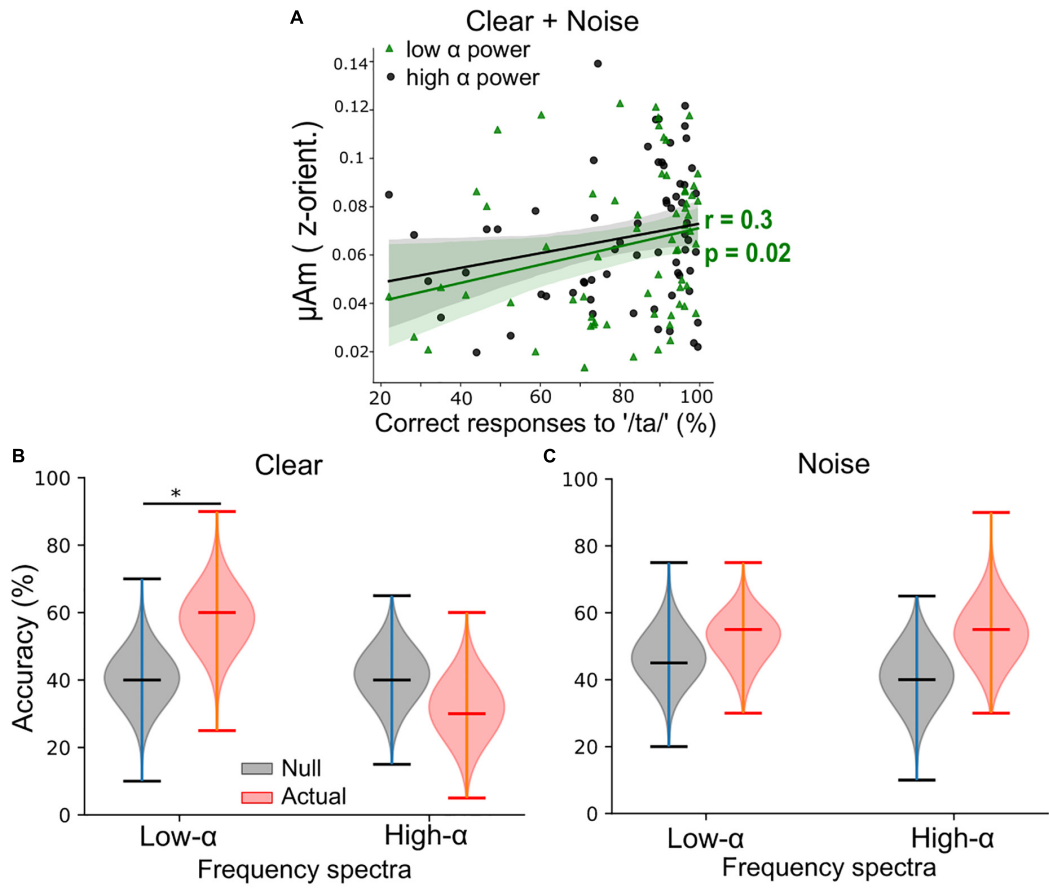 A
Clear + Noise
low α power
high α power
0.14
0.12
0.1
0.08
0.06
0.04
0.02
μAm ( z-orient.)
r = 0.3
p = 0.02
20 40 60 80 100
Correct responses to '/ta/' (%)
B
Clear
100
80
60
40
20
0
Accuracy (%)
*
Null
Actual
Low-α High-α
Frequency spectra
C
Noise
100
80
60
40
20
0
Low-α High-α
Frequency spectra